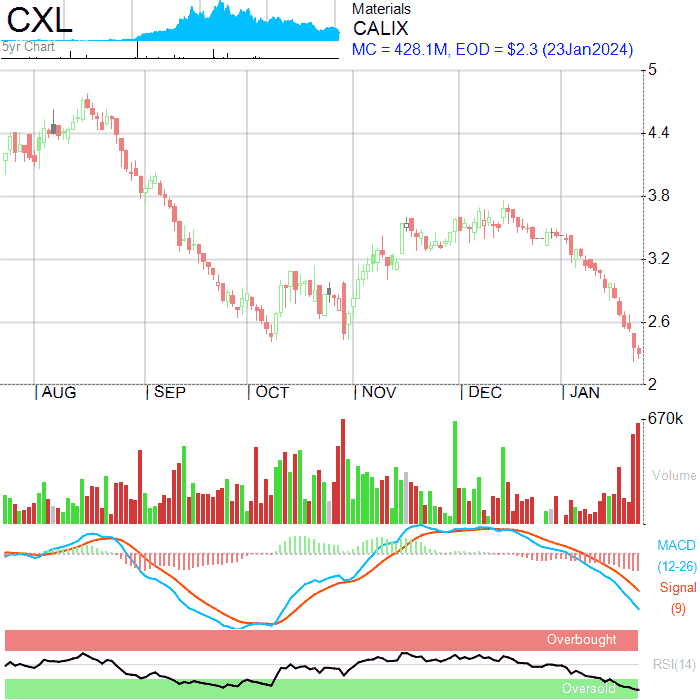 CXL
5yr Chart
Materials
CALIX
MC = 428.1M, EOD = $2.3 (23Jan2024)
5
4.4
3.8
3.2
2.6
2
AUG
SEP
OCT
NOV
DEC
JAN
670k
Volume
MACD
(12-26)
Signal
(9)
Overbought
RSI(14)
Oversold